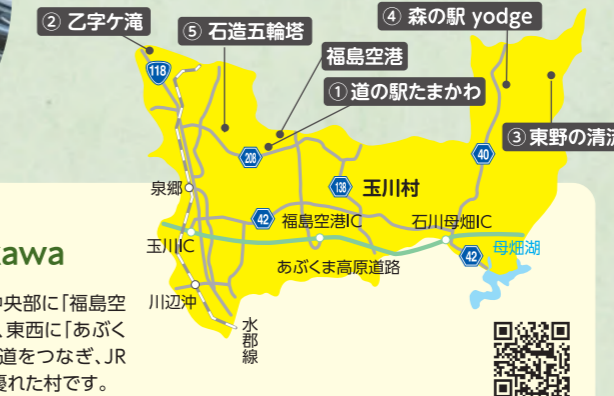 ② 乙字ケ滝
⑤ 石造五輪塔
④ 森の駅 yodge
福島空港
① 道の駅たまかわ
118
③ 東野の清流
208
40
138
玉川村
泉郷
42
福島空港IC
石川母畑IC
玉川IC
42
母畑湖
あぶくま高原道路
川辺沖
水郡線
kawa
中央部に「福島空
、東西に「あぶく
道をつなぎ、JR
優れた村です。